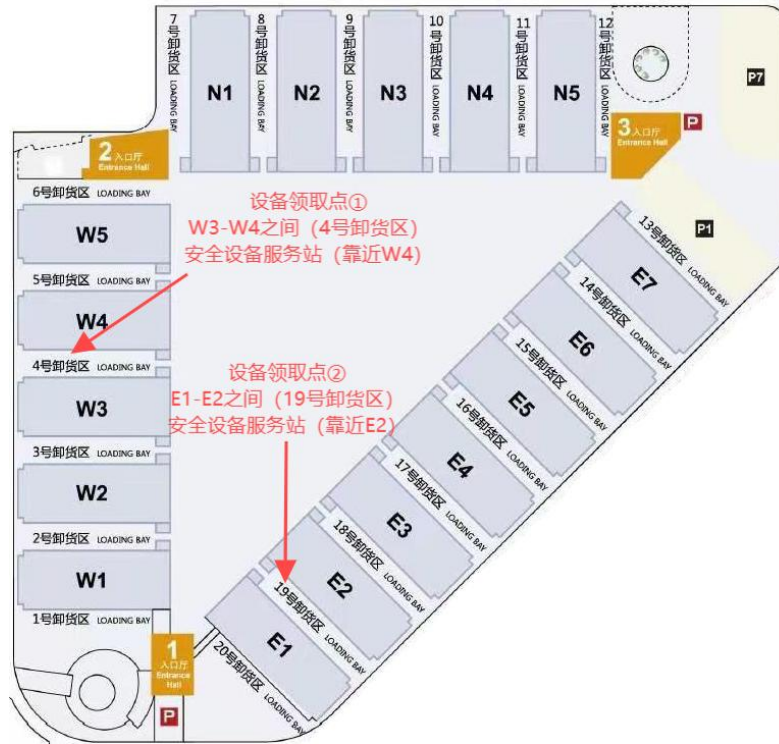 7号卸货区 LOADING BAY
N1
8号卸货区 LOADING BAY
N2
9号卸货区 LOADING BAY
N3
10号卸货区 LOADING BAY
N4
11号卸货区 LOADING BAY
N5
12号卸货区 LOADING BAY
P7
2入口厅
Entrance Hall
3入口厅
Entrance Hall
P
6号卸货区 LOADING BAY
设备领取点①
W3-W4之间（4号卸货区）
安全设备服务站（靠近W4）
W5
5号卸货区 LOADING BAY
W4
4号卸货区 LOADING BAY
W3
3号卸货区 LOADING BAY
W2
2号卸货区 LOADING BAY
W1
1号卸货区 LOADING BAY
设备领取点②
E1-E2之间（19号卸货区）
安全设备服务站（靠近E2）
P1
13号卸货区 LOADING BAY
E7
14号卸货区 LOADING BAY
E6
15号卸货区 LOADING BAY
E5
16号卸货区 LOADING BAY
E4
17号卸货区 LOADING BAY
E3
18号卸货区 LOADING BAY
E2
19号卸货区 LOADING BAY
E1
20号卸货区 LOADING BAY
1
入口厅
Entrance
Hall
P